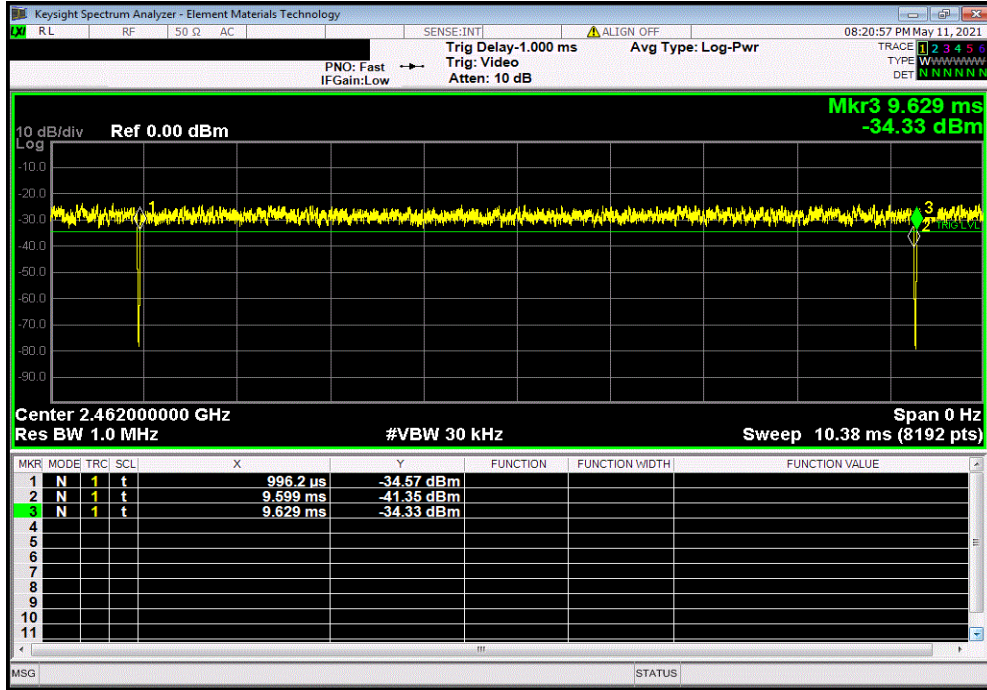 Keysight Spectrum Analyzer - Element Materials Technology
LXI RL RF 50 Ω AC SENSE:INT ALIGN OFF 08:20:57 PM May 11, 2021
Trig Delay-1.000 ms Avg Type: Log-Pwr TRACE 1 2 3 4 5 6
PNO: Fast Trig: Video TYPE WWWWWW
IFGain:Low Atten: 10 dB DET N N N N N N
Mkr3 9.629 ms
10 dB/div Ref 0.00 dBm -34.33 dBm
Log
-10.0
-20.0
-30.0 1 3
2 TRIG LVL
-40.0
-50.0
-60.0
-70.0
-80.0
-90.0
Center 2.462000000 GHz Span 0 Hz
Res BW 1.0 MHz #VBW 30 kHz Sweep 10.38 ms (8192 pts)
MKR MODE TRC SCL X Y FUNCTION FUNCTION WIDTH FUNCTION VALUE
1 N 1 t 996.2 µs -34.57 dBm
2 N 1 t 9.599 ms -41.35 dBm
3 N 1 t 9.629 ms -34.33 dBm
4
5
6
7
8
9
10
11
MSG STATUS